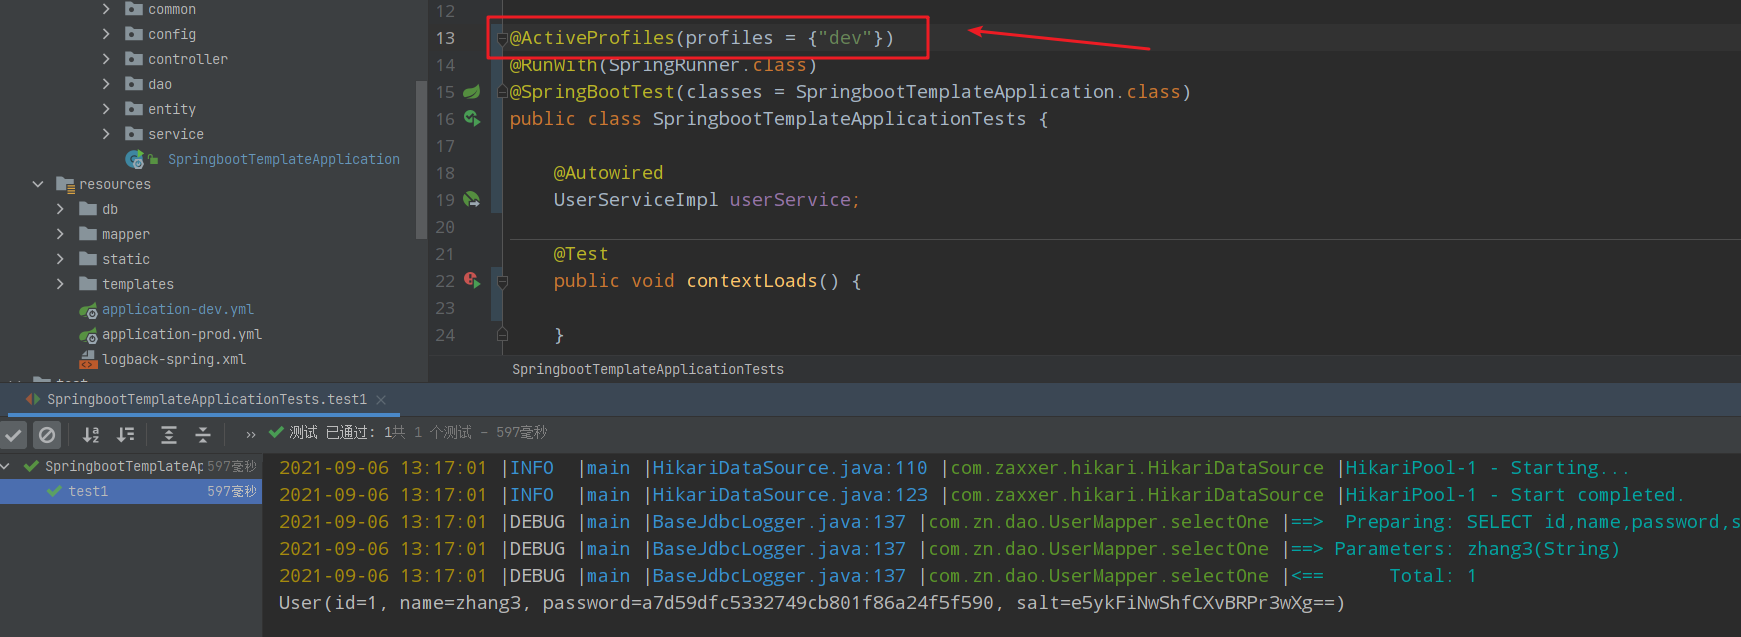 common
config
controller
dao
entity
service
SpringbootTemplateApplication
resources
db
mapper
static
templates
application-dev.yml
application-prod.yml
logback-spring.xml
12
13 @ActiveProfiles(profiles = {"dev"})
14 @RunWith(SpringRunner.class)
15 @SpringBootTest(classes = SpringbootTemplateApplication.class)
16 public class SpringbootTemplateApplicationTests {
17
18 @Autowired
19 UserServiceImpl userService;
20
21 @Test
22 public void contextLoads() {
23
24 }
SpringbootTemplateApplicationTests
SpringbootTemplateApplicationTests.test1
测试 已通过: 1共 1 个测试 – 597毫秒
SpringbootTemplateAp 597毫秒
test1 597毫秒
2021-09-06 13:17:01 |INFO |main |HikariDataSource.java:110 |com.zaxxer.hikari.HikariDataSource |HikariPool-1 - Starting...
2021-09-06 13:17:01 |INFO |main |HikariDataSource.java:123 |com.zaxxer.hikari.HikariDataSource |HikariPool-1 - Start completed.
2021-09-06 13:17:01 |DEBUG |main |BaseJdbcLogger.java:137 |com.zn.dao.UserMapper.selectOne |==> Preparing: SELECT id,name,password,s
2021-09-06 13:17:01 |DEBUG |main |BaseJdbcLogger.java:137 |com.zn.dao.UserMapper.selectOne |==> Parameters: zhang3(String)
2021-09-06 13:17:01 |DEBUG |main |BaseJdbcLogger.java:137 |com.zn.dao.UserMapper.selectOne |<== Total: 1
User(id=1, name=zhang3, password=a7d59dfc5332749cb801f86a24f5f590, salt=e5ykFiNwShfCXvBRPr3wXg==)